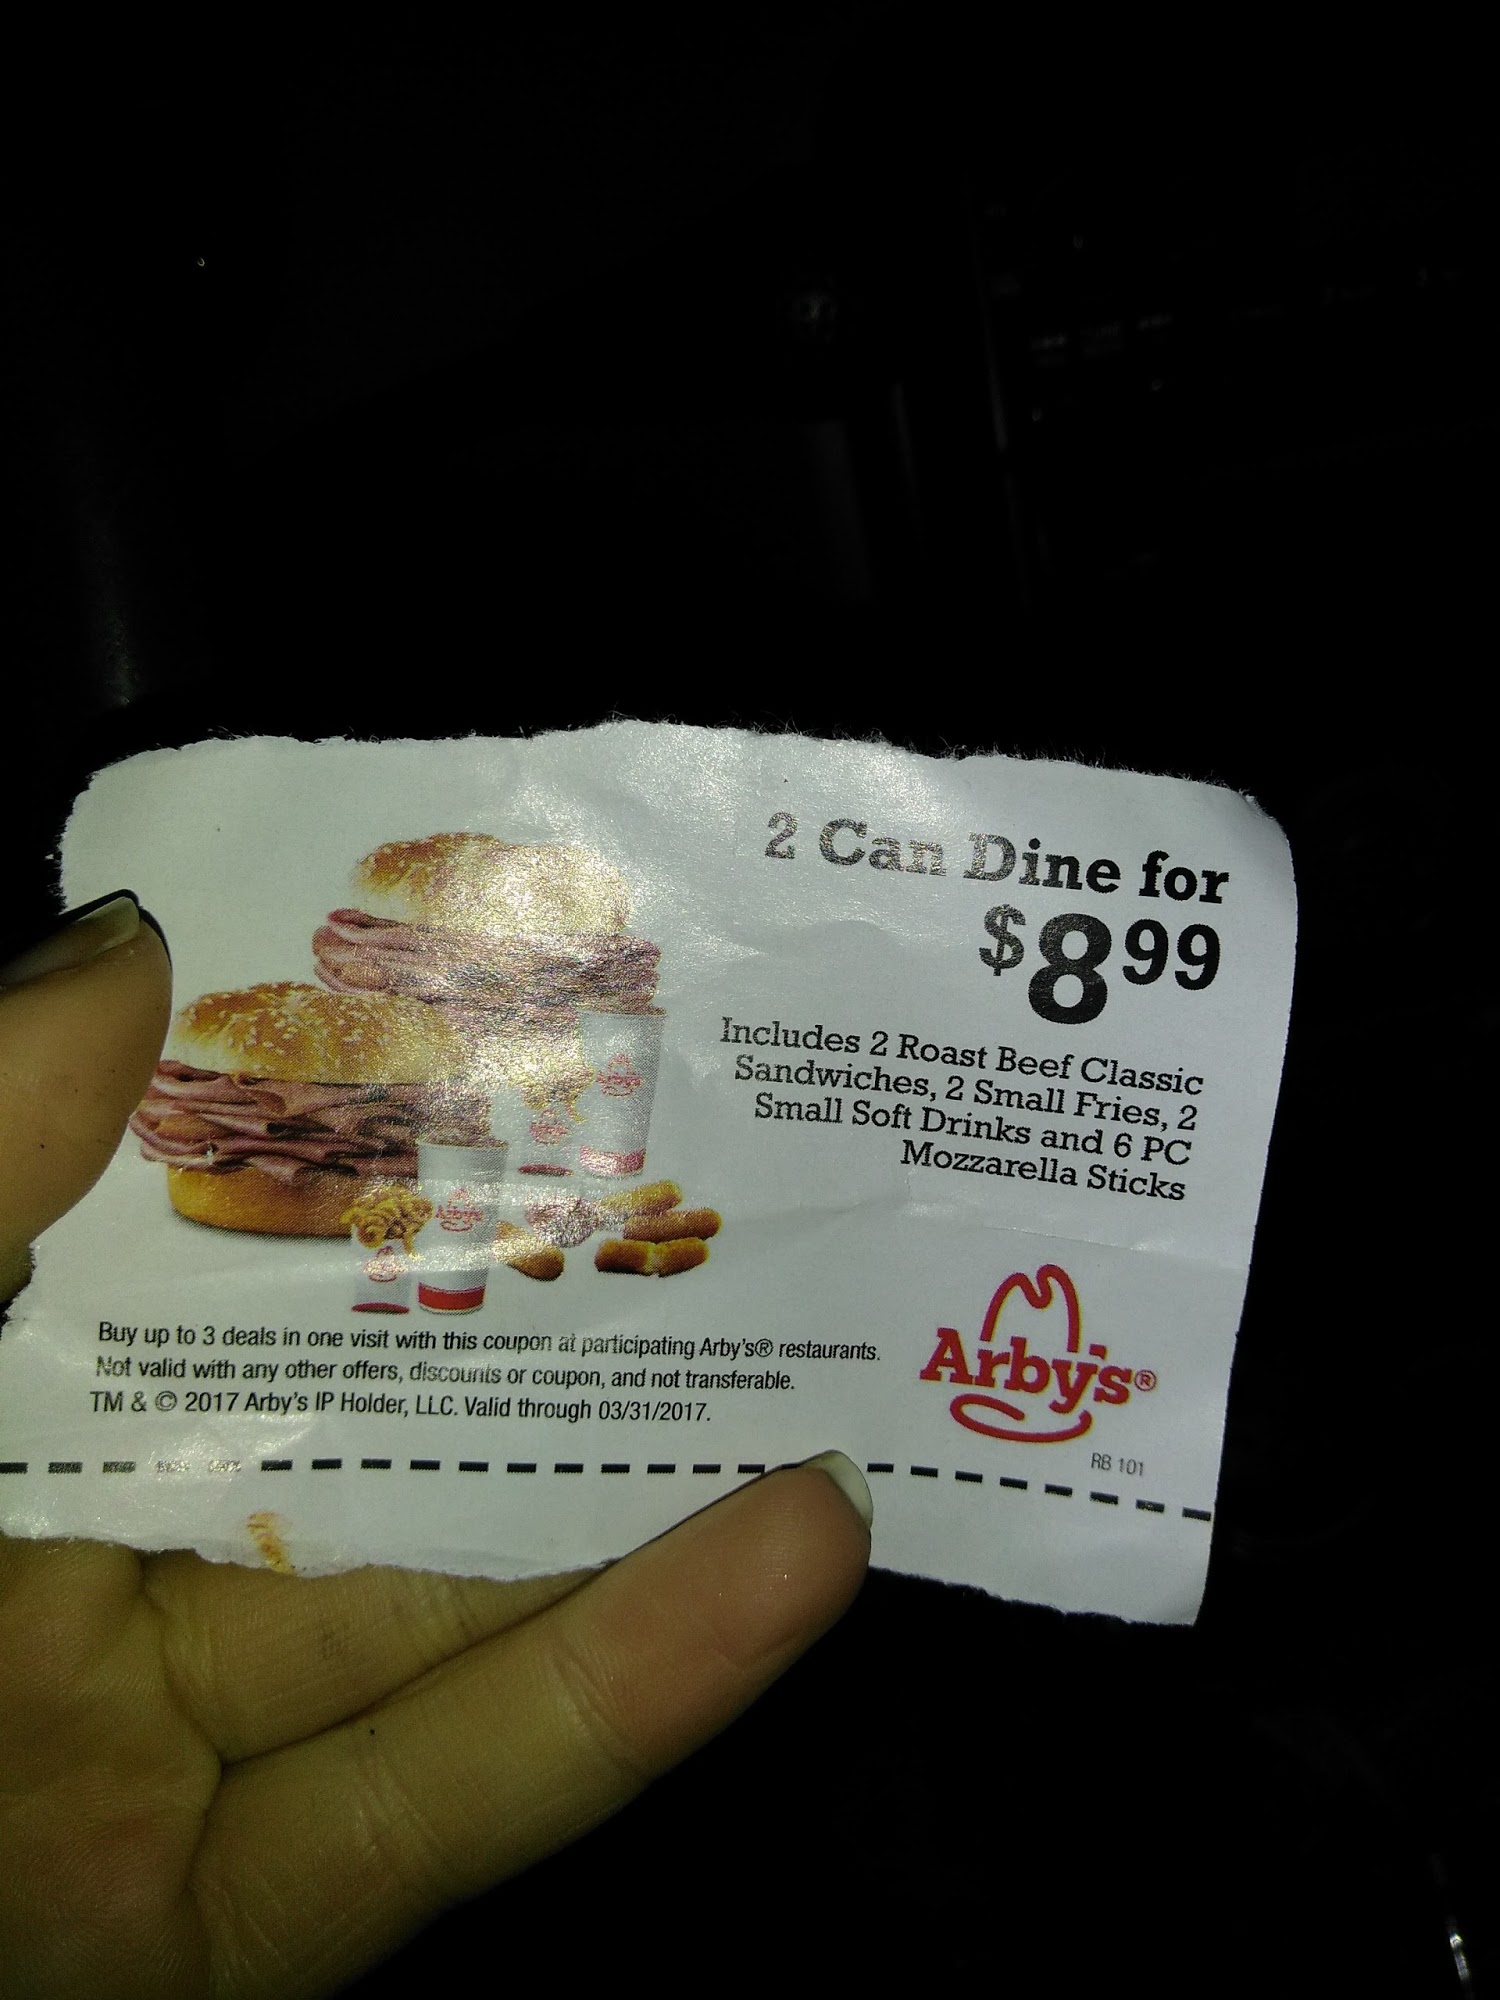 2 Can Dine for
$8.99
Includes 2 Roast Beef Classic
Sandwiches, 2 Small Fries, 2
Small Soft Drinks and 6 PC
Mozzarella Sticks
Buy up to 3 deals in one visit with this coupon at participating Arby's® restaurants.
Not valid with any other offers, discounts or coupon, and not transferable.
TM & © 2017 Arby's IP Holder, LLC. Valid through 03/31/2017.
Arby's®
RB 101
Arby's
Arby's